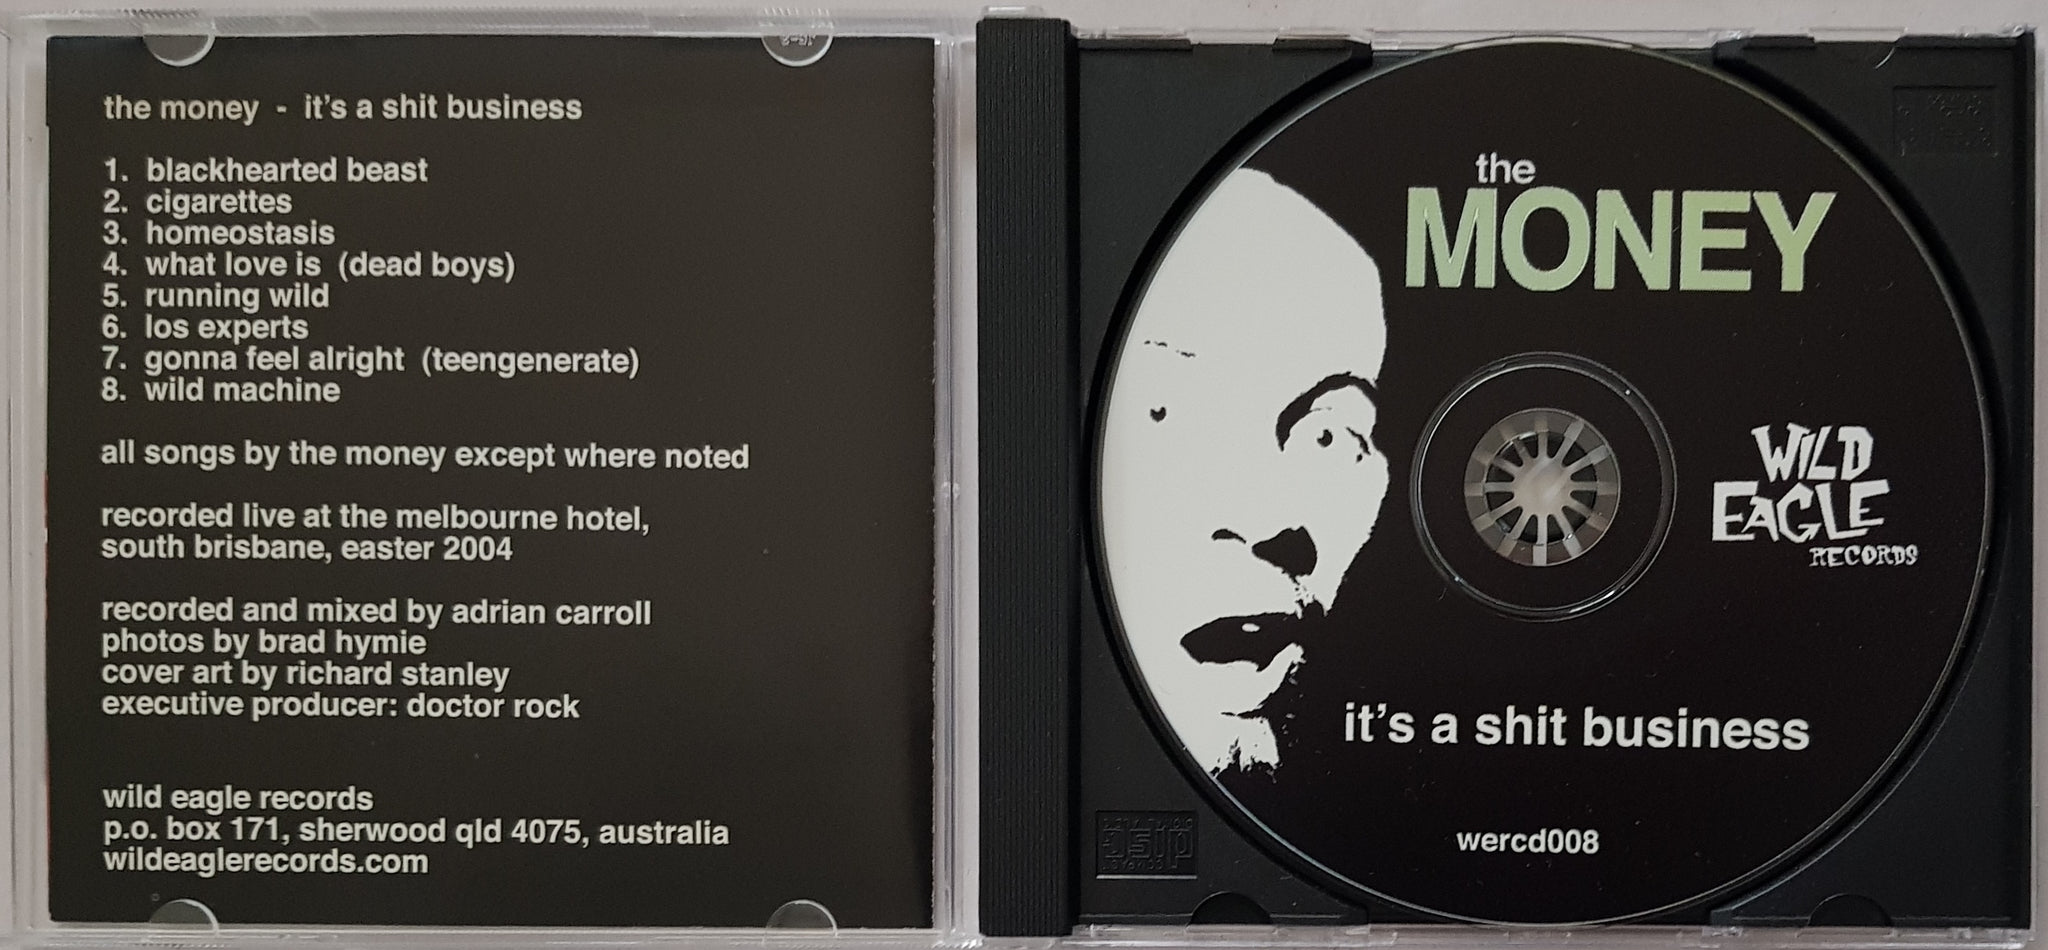 the money - it's a shit business
1. blackhearted beast
2. cigarettes
3. homeostasis
4. what love is (dead boys)
5. running wild
6. los experts
7. gonna feel alright (teengenerate)
8. wild machine
all songs by the money except where noted
recorded live at the melbourne hotel,
south brisbane, easter 2004
recorded and mixed by adrian carroll
photos by brad hymie
cover art by richard stanley
executive producer: doctor rock
wild eagle records
p.o. box 171, sherwood qld 4075, australia
wildeaglerecords.com
the
MONEY
WILD
EAGLE
RECORDS
it's a shit business
wercd008